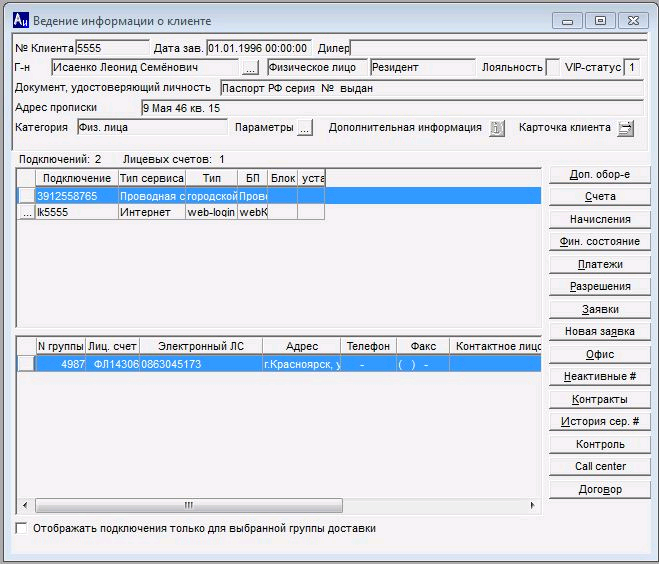 Аи Ведение информации о клиенте
№ Клиента 5555 Дата зав. 01.01.1996 00:00:00 Дилер
Г-н Исаенко Леонид Семёнович ... Физическое лицо Резидент Лояльность VIP-статус 1
Документ, удостоверяющий личность Паспорт РФ серия № выдан
Адрес прописки 9 Мая 46 кв. 15
Категория Физ. лица Параметры ... Дополнительная информация Карточка клиента
Подключений: 2 Лицевых счетов: 1
Подключение Тип сервиса Тип БП Блок уста
3912558765 Проводная с городской Пров
... lk5555 Интернет web-login webК
Доп. обор-е
Счета
Начисления
Фин. состояние
Платежи
Разрешения
Заявки
Новая заявка
Офис
Неактивные #
Контракты
История сер. #
Контроль
Call center
Договор
N группы Лиц. счет Электронный ЛС Адрес Телефон Факс Контактное лицо
4987 ФЛ14306 0863045173 г.Красноярск, у - ( ) -
Отображать подключения только для выбранной группы доставки